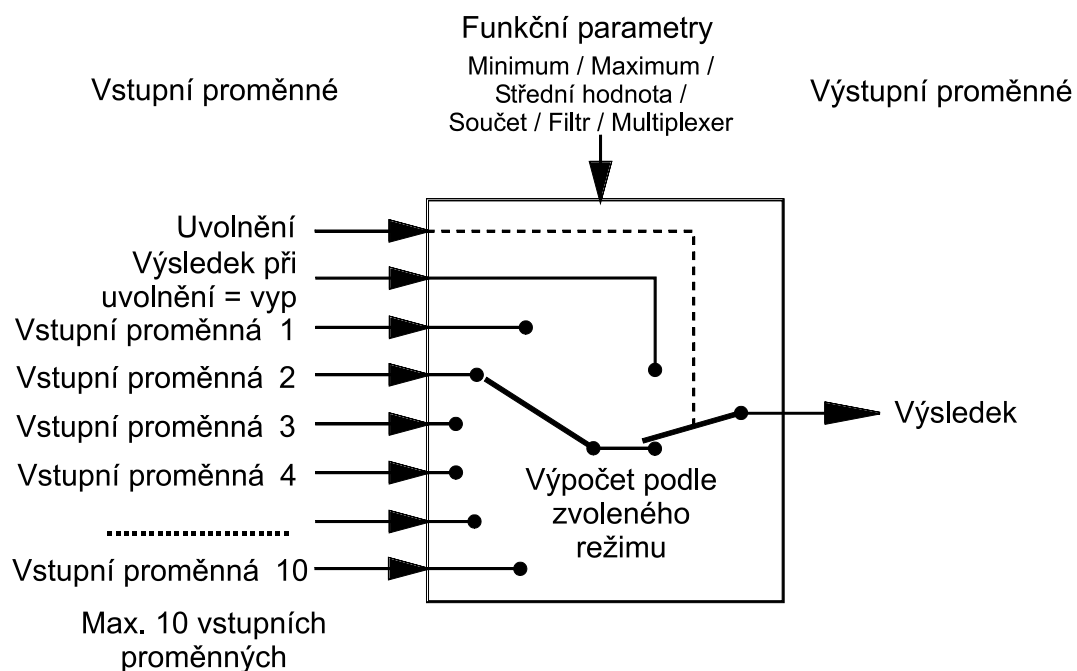 Funkční parametry
Minimum / Maximum /
Střední hodnota /
Součet / Filtr / Multiplexer
Vstupní proměnné
Výstupní proměnné
Uvolnění
Výsledek při
uvolnění = vyp
Vstupní proměnná 1
Vstupní proměnná 2
Vstupní proměnná 3
Vstupní proměnná 4
....................
Vstupní proměnná 10
Max. 10 vstupních
proměnných
Výpočet podle
zvoleného
režimu
Výsledek